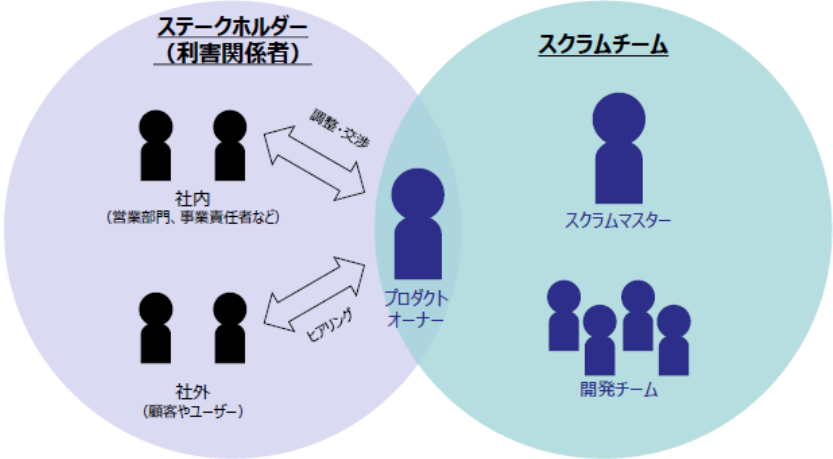 ステークホルダー
（利害関係者）
調整・交渉
社内
（営業部門、事業責任者など）
ヒアリング
社外
（顧客やユーザー）
プロダクト
オーナー
スクラムチーム
スクラムマスター
開発チーム